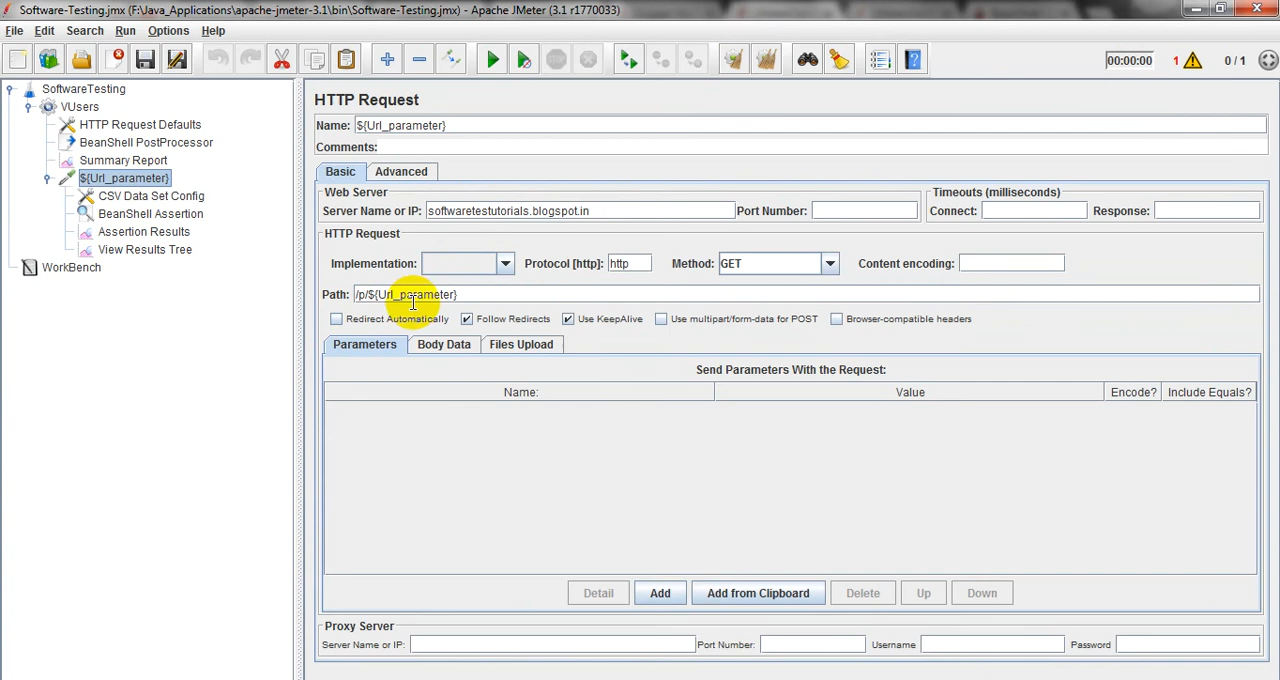 Software-Testing.jmx (F:\Java_Applications\apache-jmeter-3.1\bin\Software-Testing.jmx) - Apache JMeter (3.1 r1770033)
File Edit Search Run Options Help
00:00:00 1 0 / 1
SoftwareTesting
VUsers
HTTP Request Defaults
BeanShell PostProcessor
Summary Report
${Url_parameter}
CSV Data Set Config
BeanShell Assertion
Assertion Results
View Results Tree
WorkBench
HTTP Request
Name: ${Url_parameter}
Comments:
Basic Advanced
Web Server Timeouts (milliseconds)
Server Name or IP: softwaretestutorials.blogspot.in Port Number: Connect: Response:
HTTP Request
Implementation: Protocol [http]: http Method: GET Content encoding:
Path: /p/${Url_parameter}
Redirect Automatically Follow Redirects Use KeepAlive Use multipart/form-data for POST Browser-compatible headers
Parameters Body Data Files Upload
Send Parameters With the Request:
Name: Value Encode? Include Equals?
Detail Add Add from Clipboard Delete Up Down
Proxy Server
Server Name or IP: Port Number: Username Password